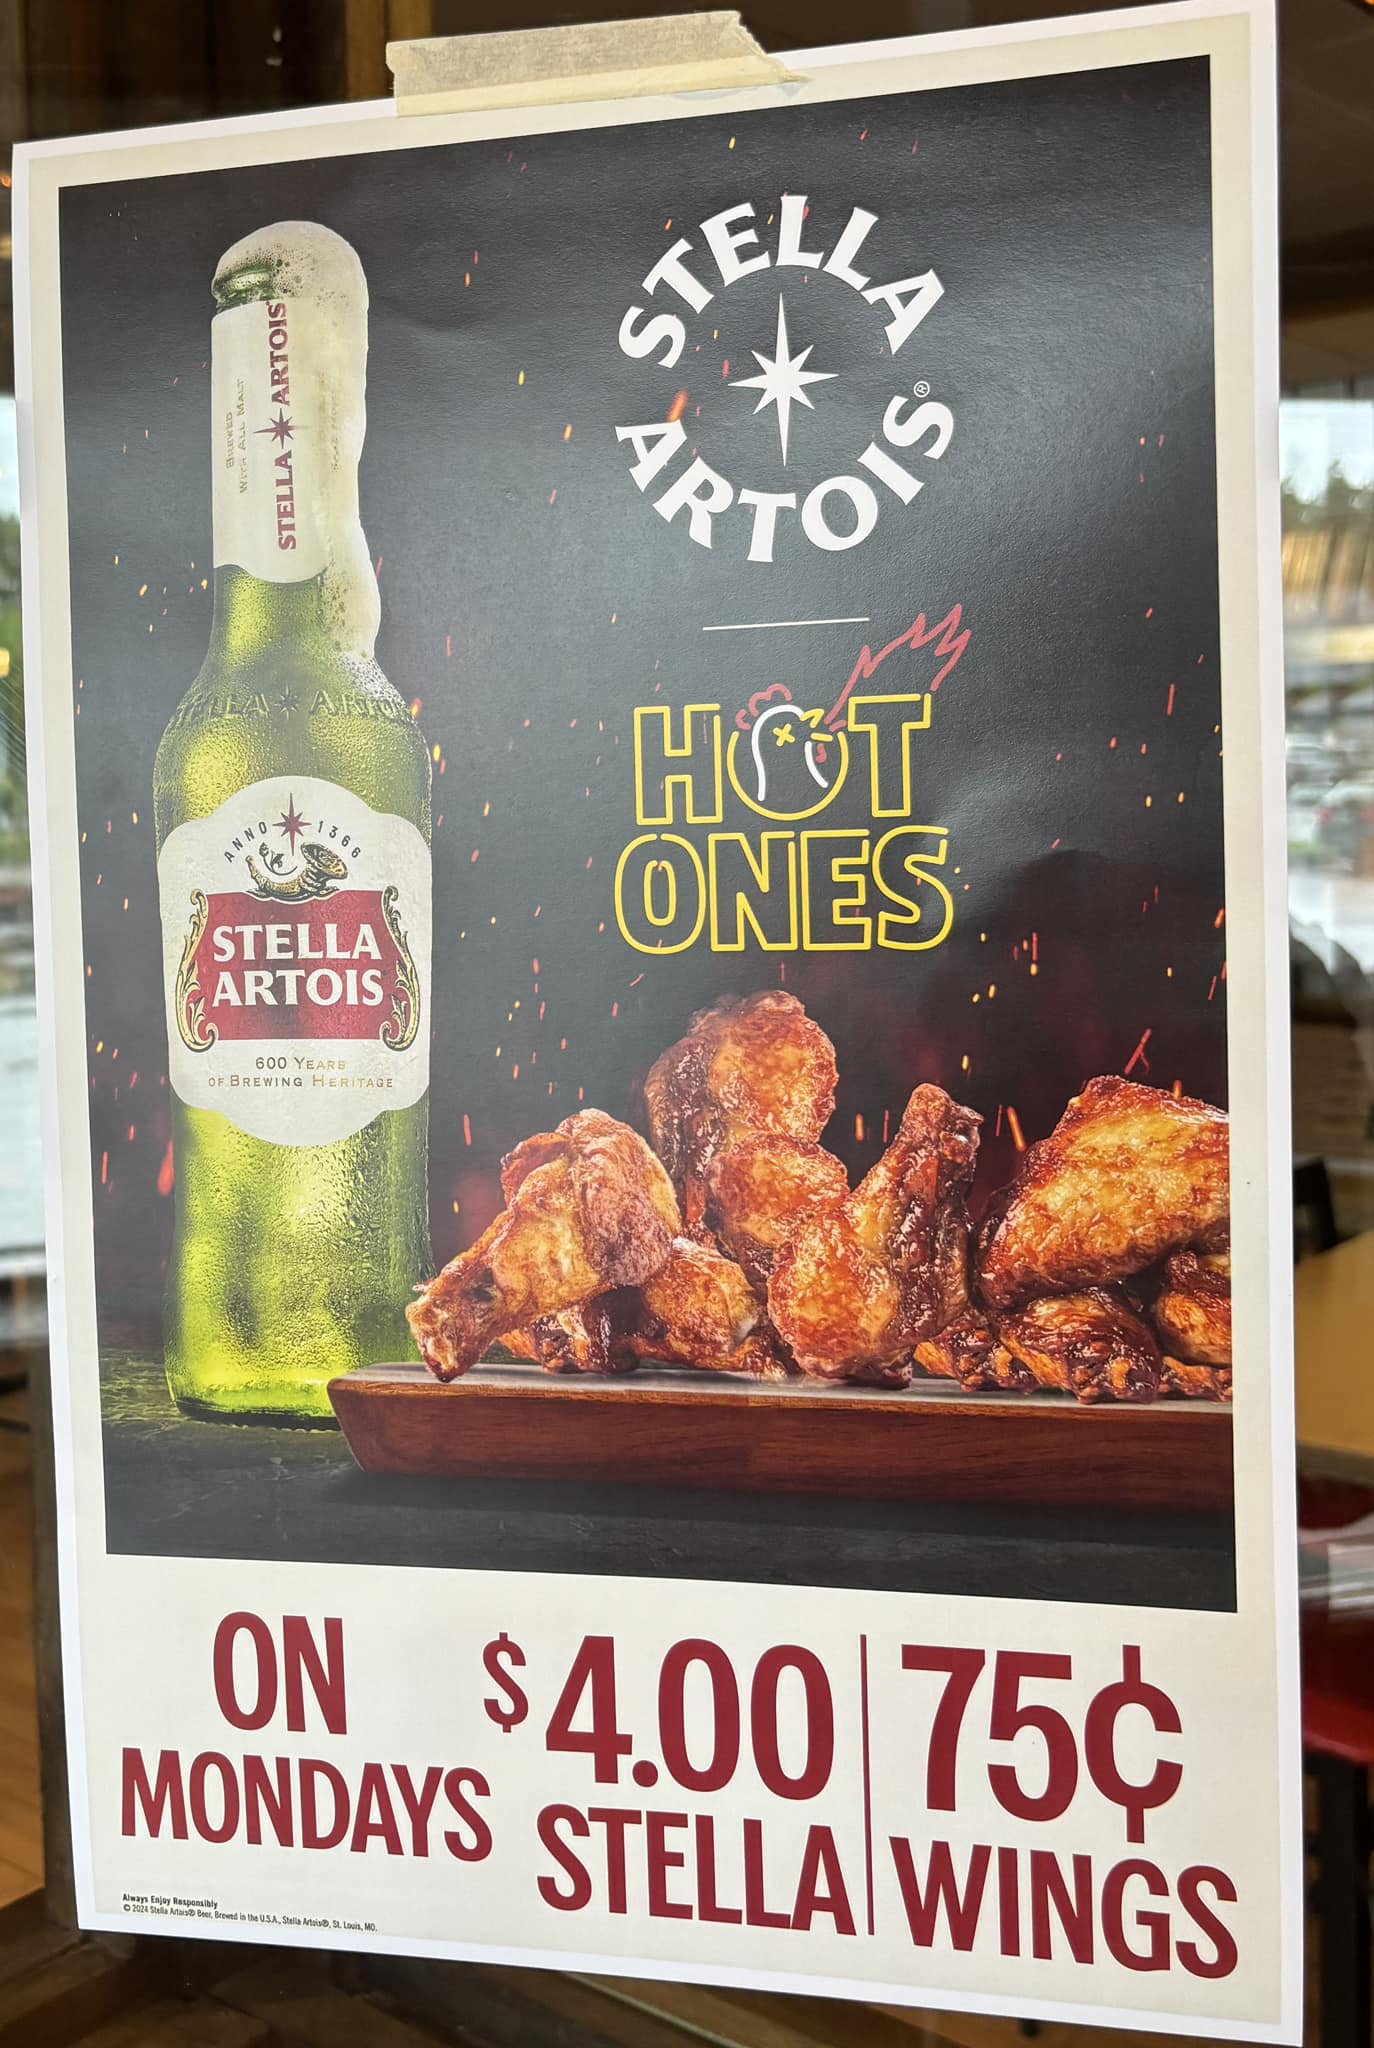 STELLA
ARTOIS®
HOT
ONES
STELLA ARTOIS
BREWED
WITH ALL MALT
STELLA ARTOIS
ANNO 1366
STELLA
ARTOIS
600 YEARS
OF BREWING HERITAGE
ON
MONDAYS
$4.00
STELLA
75¢
WINGS
Always Enjoy Responsibly
© 2024 Stella Artois® Beer, Brewed in the U.S.A., Stella Artois®, St. Louis, MO.